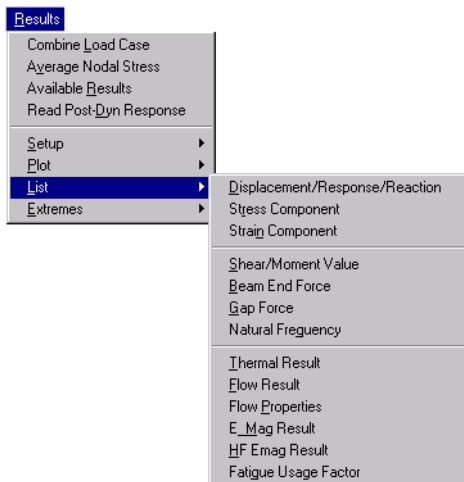 Results
Combine Load Case
Average Nodal Stress
Available Results
Read Post-Dyn Response
Setup
Plot
List
Extremes
Displacement/Response/Reaction
Stress Component
Strain Component
Shear/Moment Value
Beam End Force
Gap Force
Natural Freguency
Thermal Result
Flow Result
Flow Properties
E_Mag Result
HF Emag Result
Fatigue Usage Factor